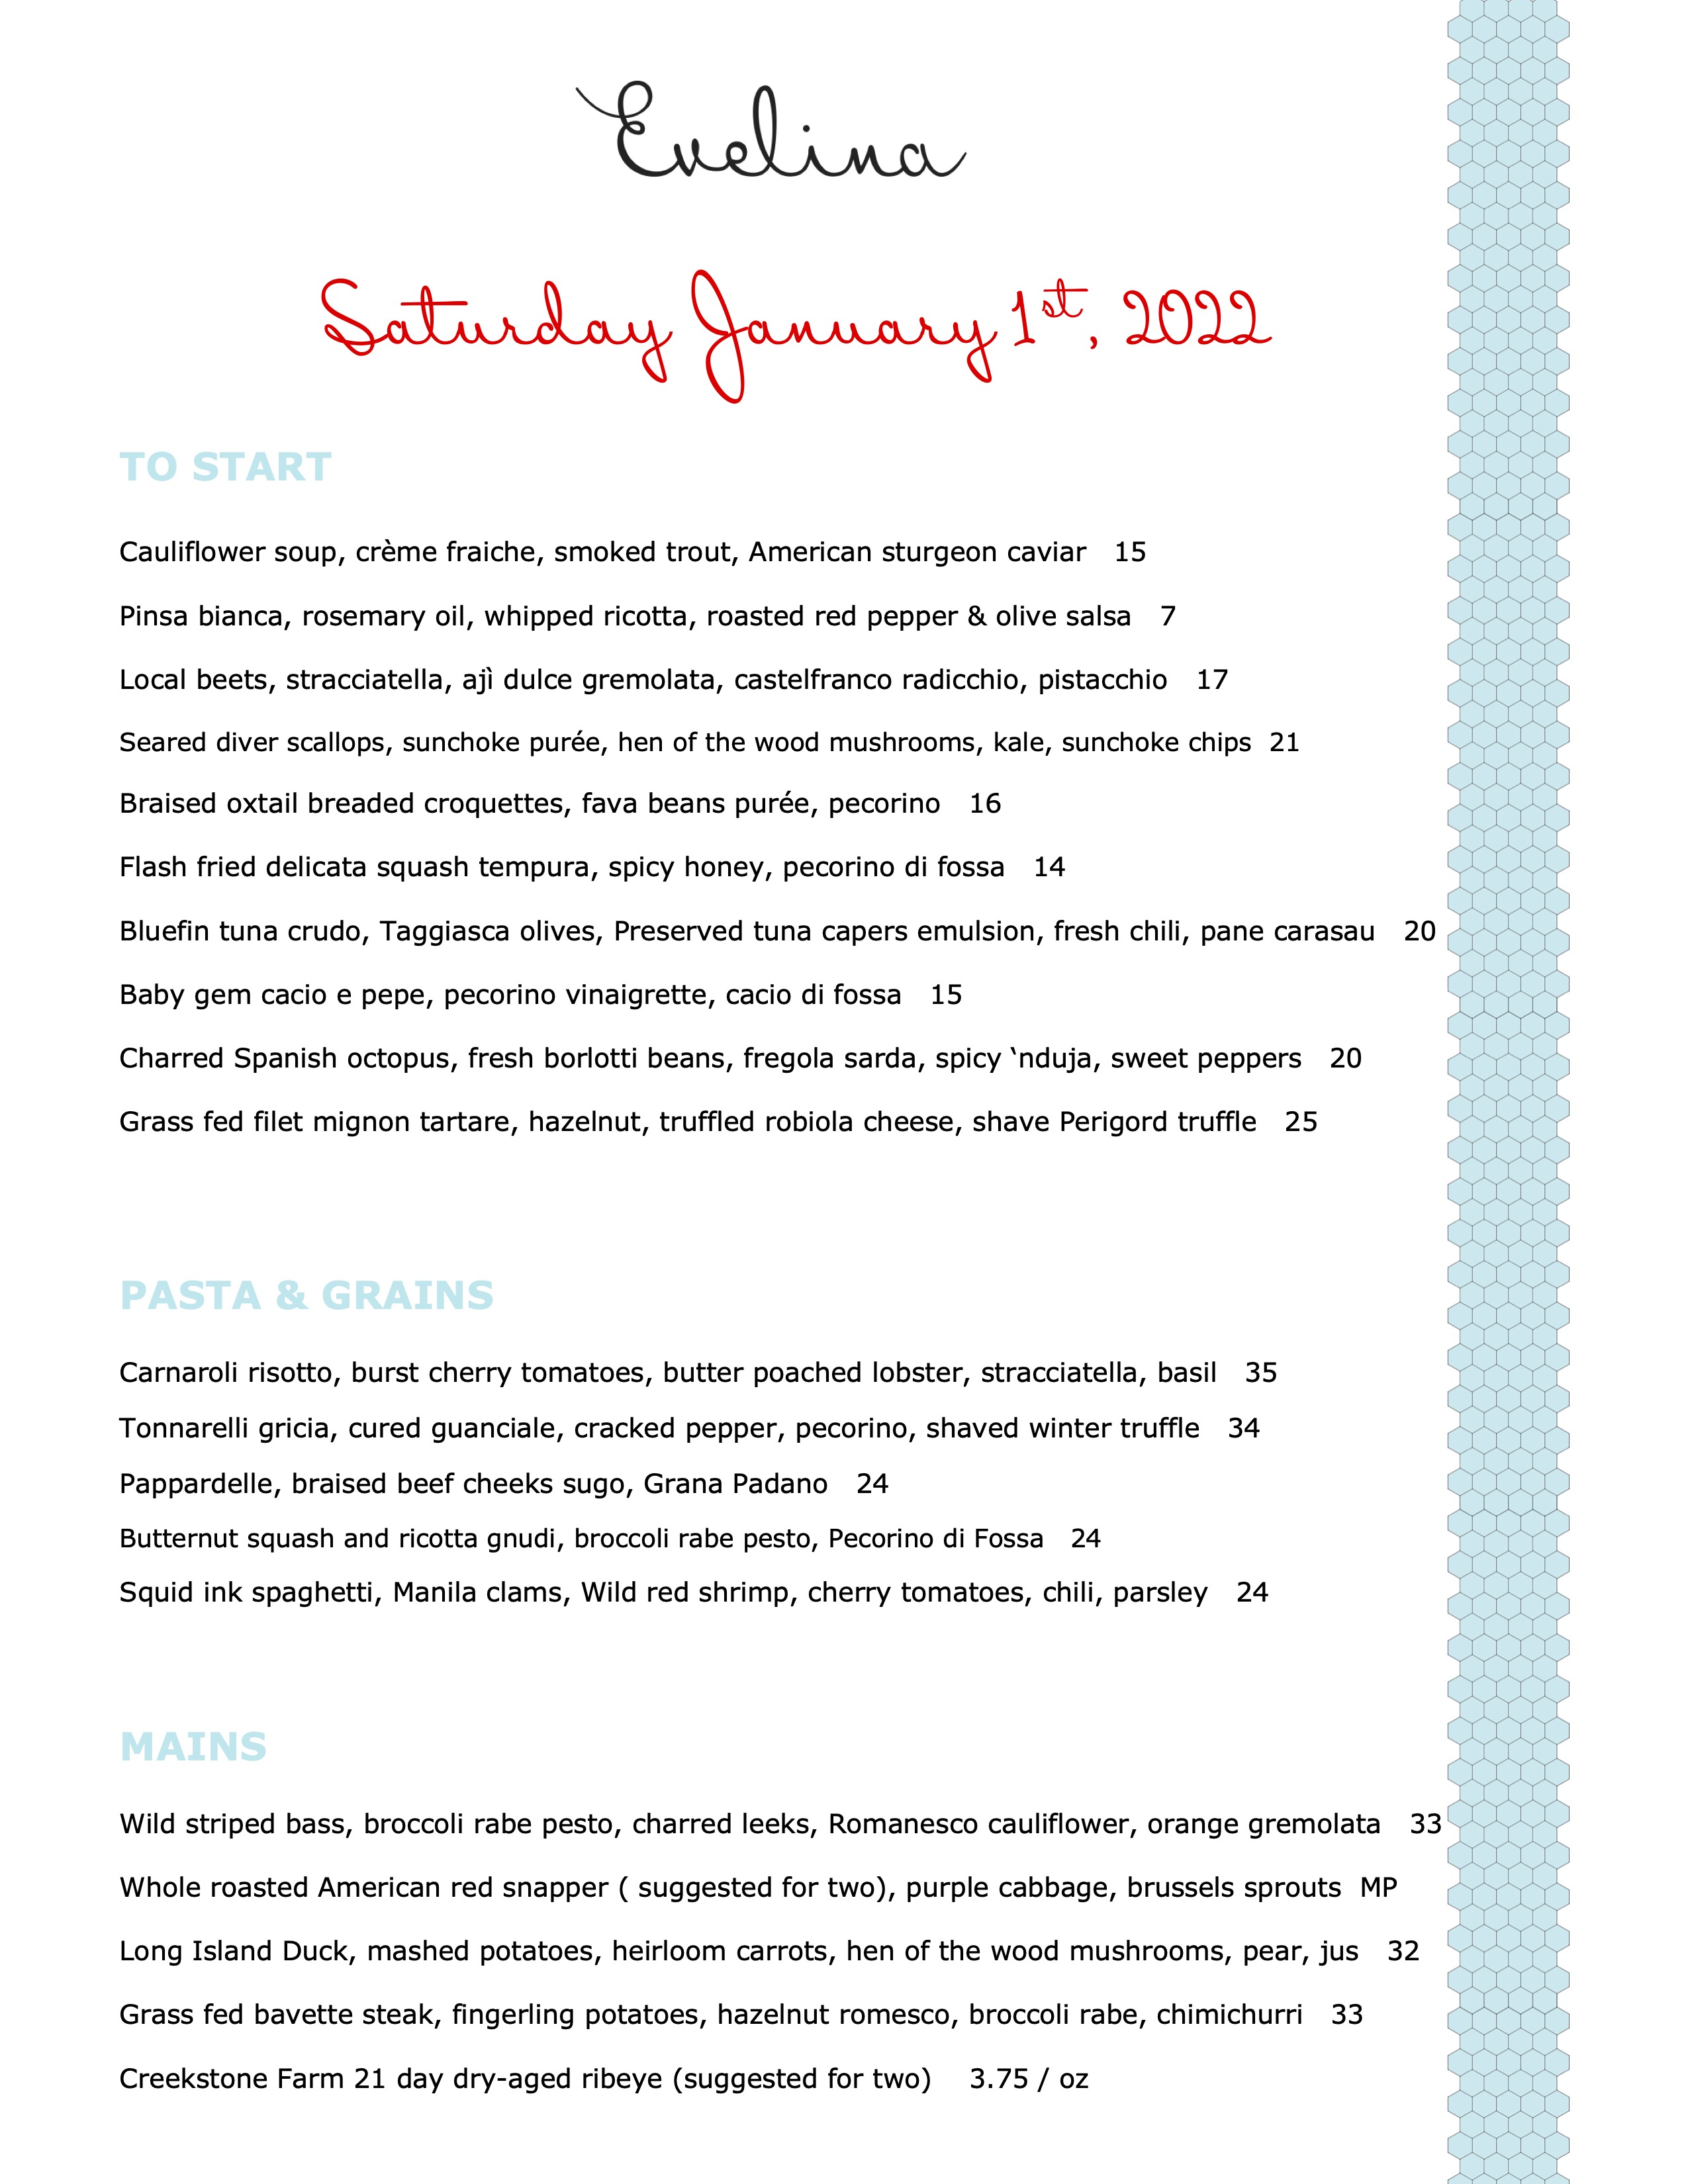 Evelina
Saturday January 1st, 2022
TO START
Cauliflower soup, crème fraiche, smoked trout, American sturgeon caviar 15
Pinsa bianca, rosemary oil, whipped ricotta, roasted red pepper & olive salsa 7
Local beets, stracciatella, ajì dulce gremolata, castelfranco radicchio, pistacchio 17
Seared diver scallops, sunchoke purée, hen of the wood mushrooms, kale, sunchoke chips 21
Braised oxtail breaded croquettes, fava beans purée, pecorino 16
Flash fried delicata squash tempura, spicy honey, pecorino di fossa 14
Bluefin tuna crudo, Taggiasca olives, Preserved tuna capers emulsion, fresh chili, pane carasau 20
Baby gem cacio e pepe, pecorino vinaigrette, cacio di fossa 15
Charred Spanish octopus, fresh borlotti beans, fregola sarda, spicy ‛nduja, sweet peppers 20
Grass fed filet mignon tartare, hazelnut, truffled robiola cheese, shave Perigord truffle 25
PASTA & GRAINS
Carnaroli risotto, burst cherry tomatoes, butter poached lobster, stracciatella, basil 35
Tonnarelli gricia, cured guanciale, cracked pepper, pecorino, shaved winter truffle 34
Pappardelle, braised beef cheeks sugo, Grana Padano 24
Butternut squash and ricotta gnudi, broccoli rabe pesto, Pecorino di Fossa 24
Squid ink spaghetti, Manila clams, Wild red shrimp, cherry tomatoes, chili, parsley 24
MAINS
Wild striped bass, broccoli rabe pesto, charred leeks, Romanesco cauliflower, orange gremolata 33
Whole roasted American red snapper ( suggested for two), purple cabbage, brussels sprouts MP
Long Island Duck, mashed potatoes, heirloom carrots, hen of the wood mushrooms, pear, jus 32
Grass fed bavette steak, fingerling potatoes, hazelnut romesco, broccoli rabe, chimichurri 33
Creekstone Farm 21 day dry-aged ribeye (suggested for two) 3.75 / oz